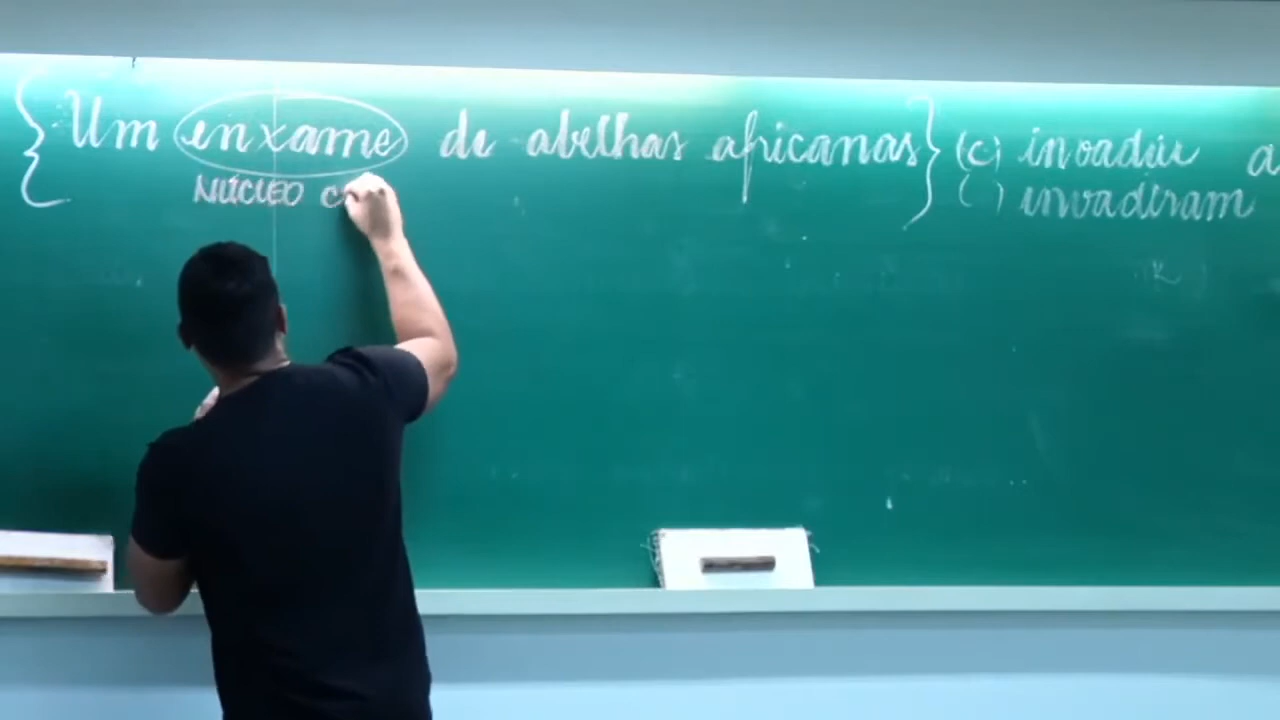 { Um enxame de abelhas africanas } (c) invadiu a
( ) invadiram
NÚCLEO c